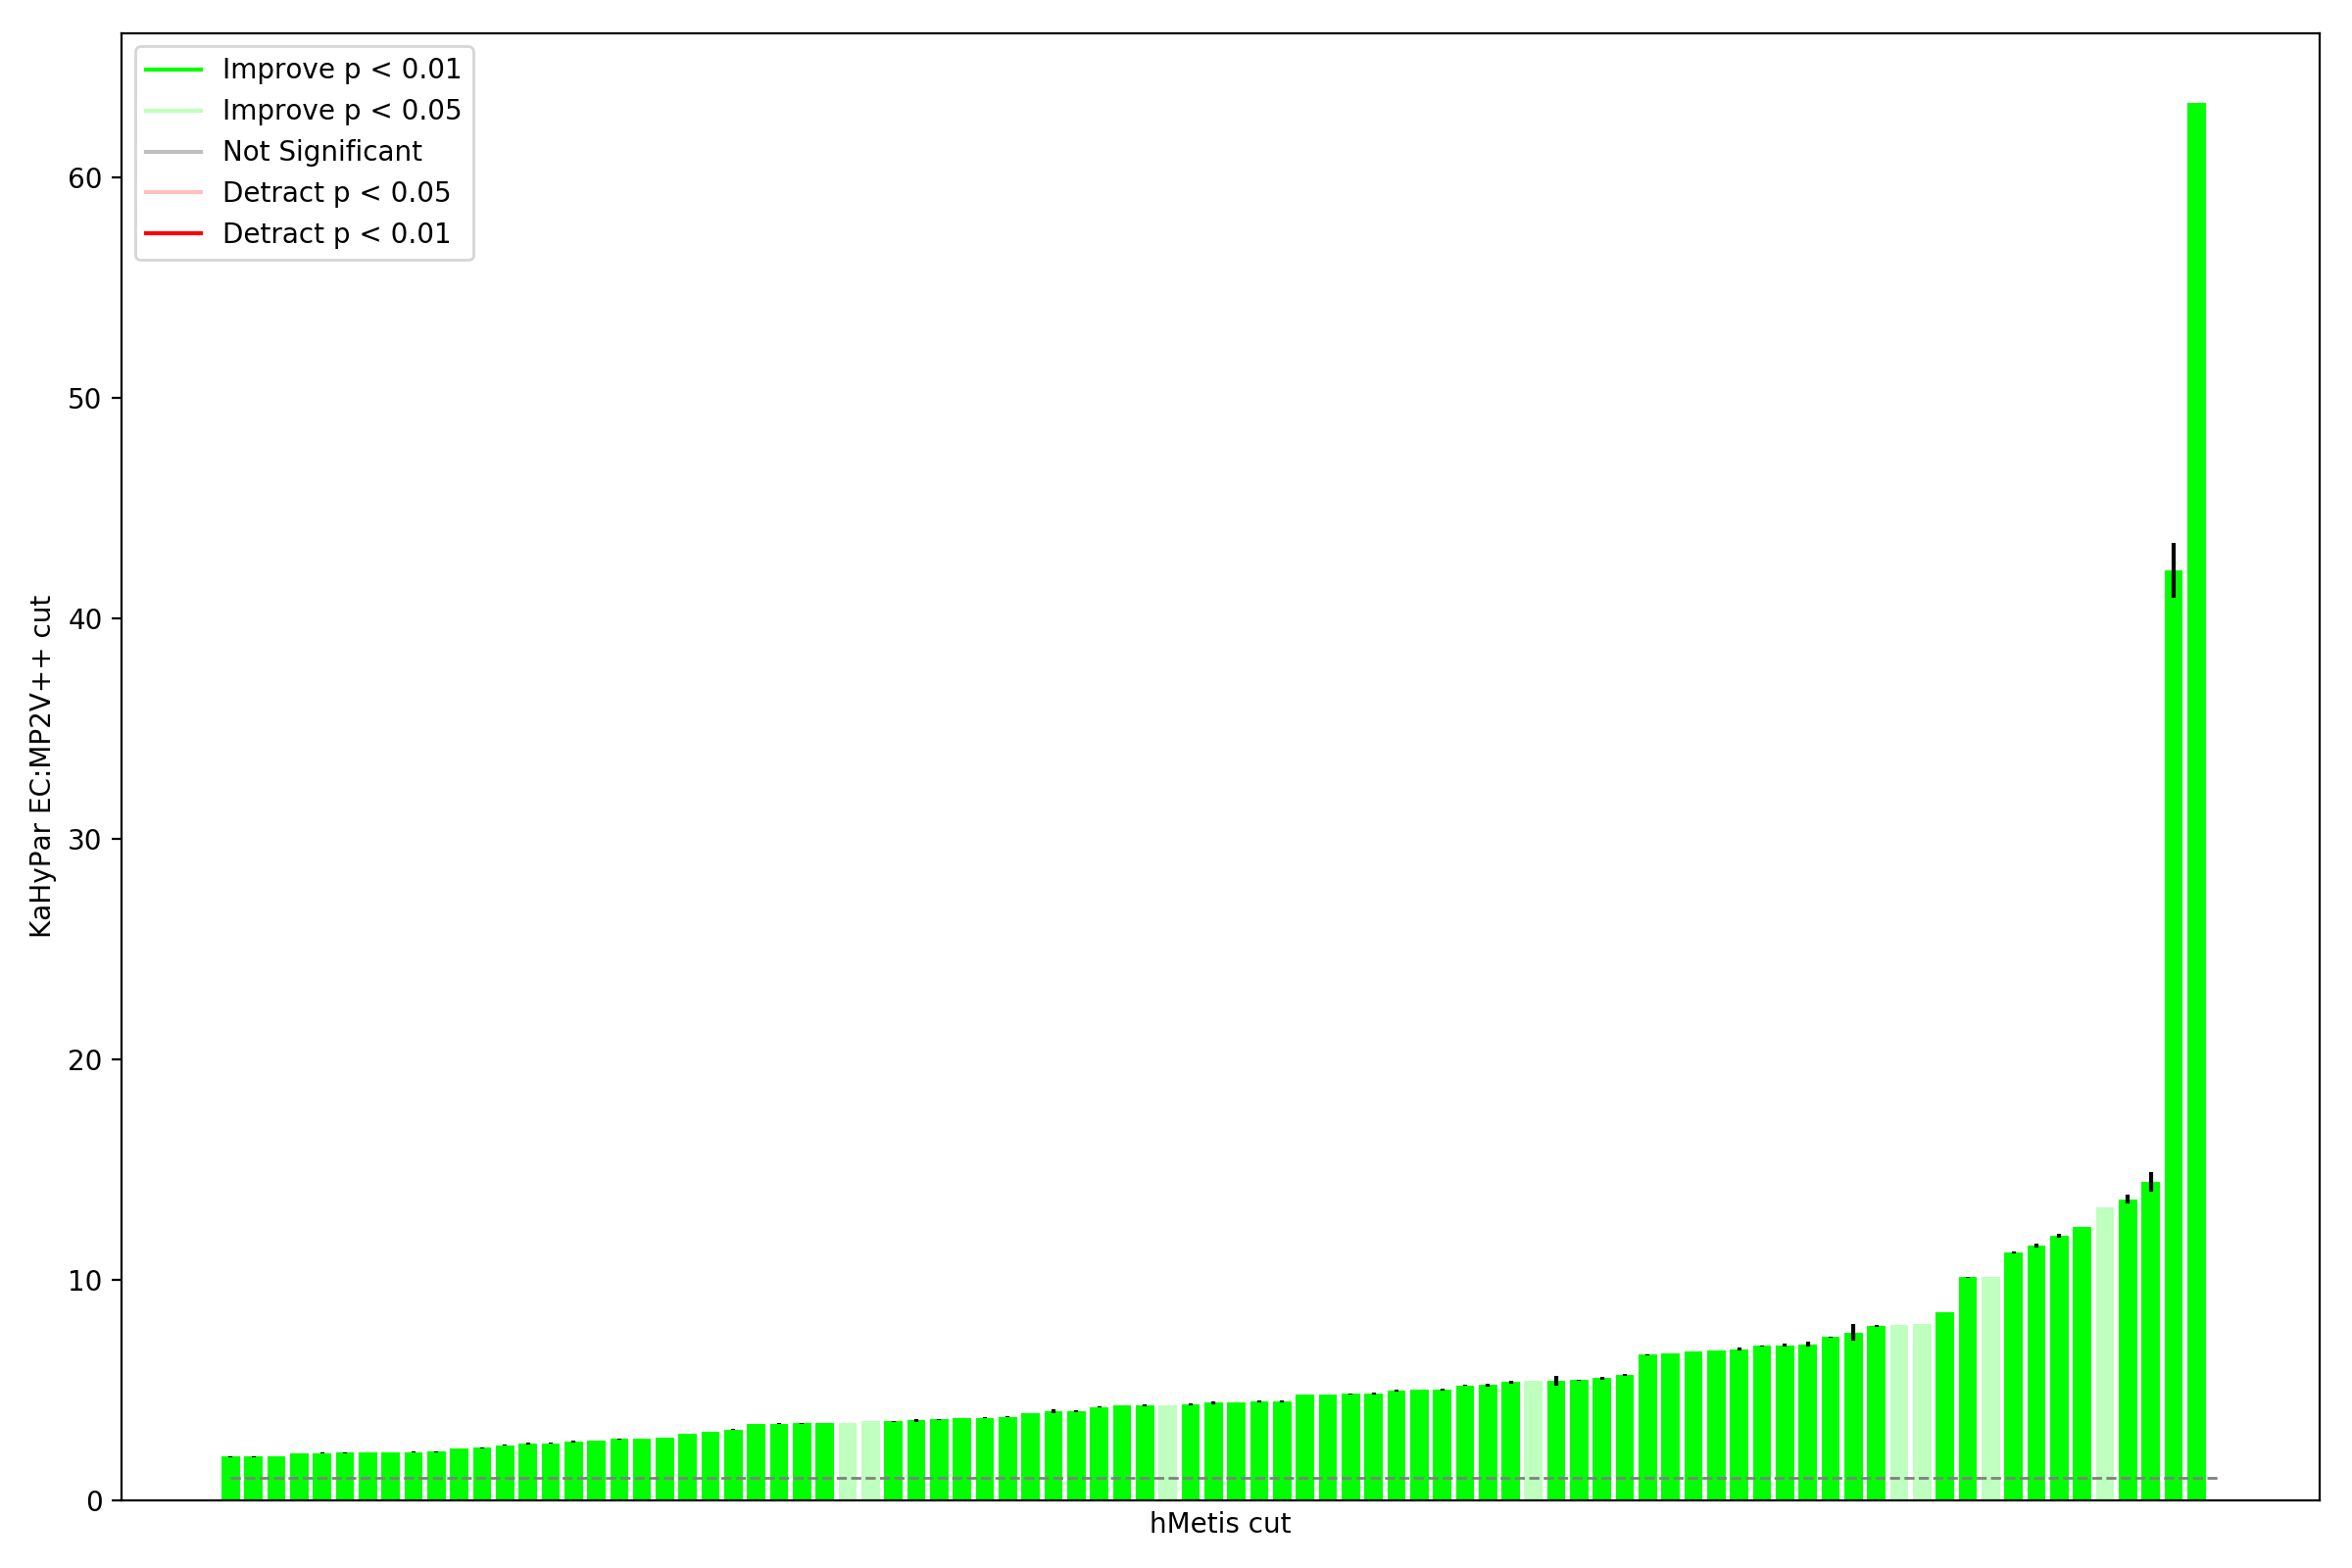 Improve p < 0.01
Improve p < 0.05
Not Significant
Detract p < 0.05
Detract p < 0.01
60
50
40
30
20
10
0
KaHyPar EC:MP2V++ cut
hMetis cut